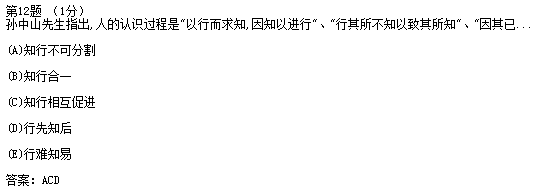 第12题 (1分)
孙中山先生指出,人的认识过程是“以行而求知,因知以进行“、“行其所不知以致其所知“、“因其已...
(A)知行不可分割
(B)知行合一
(C)知行相互促进
(D)行先知后
(E)行难知易
答案: ACD